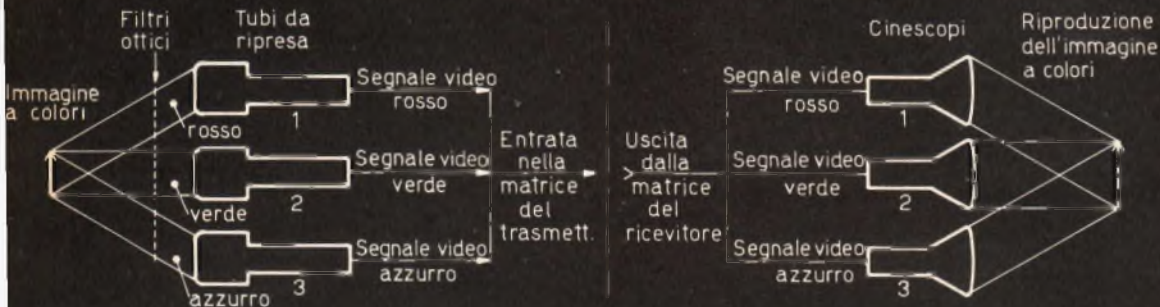 Filtri
ottici
Tubi da
ripresa
Immagine
a colori
Segnale video
rosso
rosso
1
Segnale video
verde
verde
2
Segnale video
azzurro
azzurro
3
Entrata
nella
matrice
del
trasmett.
Uscita
dalla
matrice
del
ricevitore
Cinescopi
Segnale video
rosso
1
Segnale video
verde
2
Segnale video
azzurro
3
Riproduzione
dell'immagine
a colori